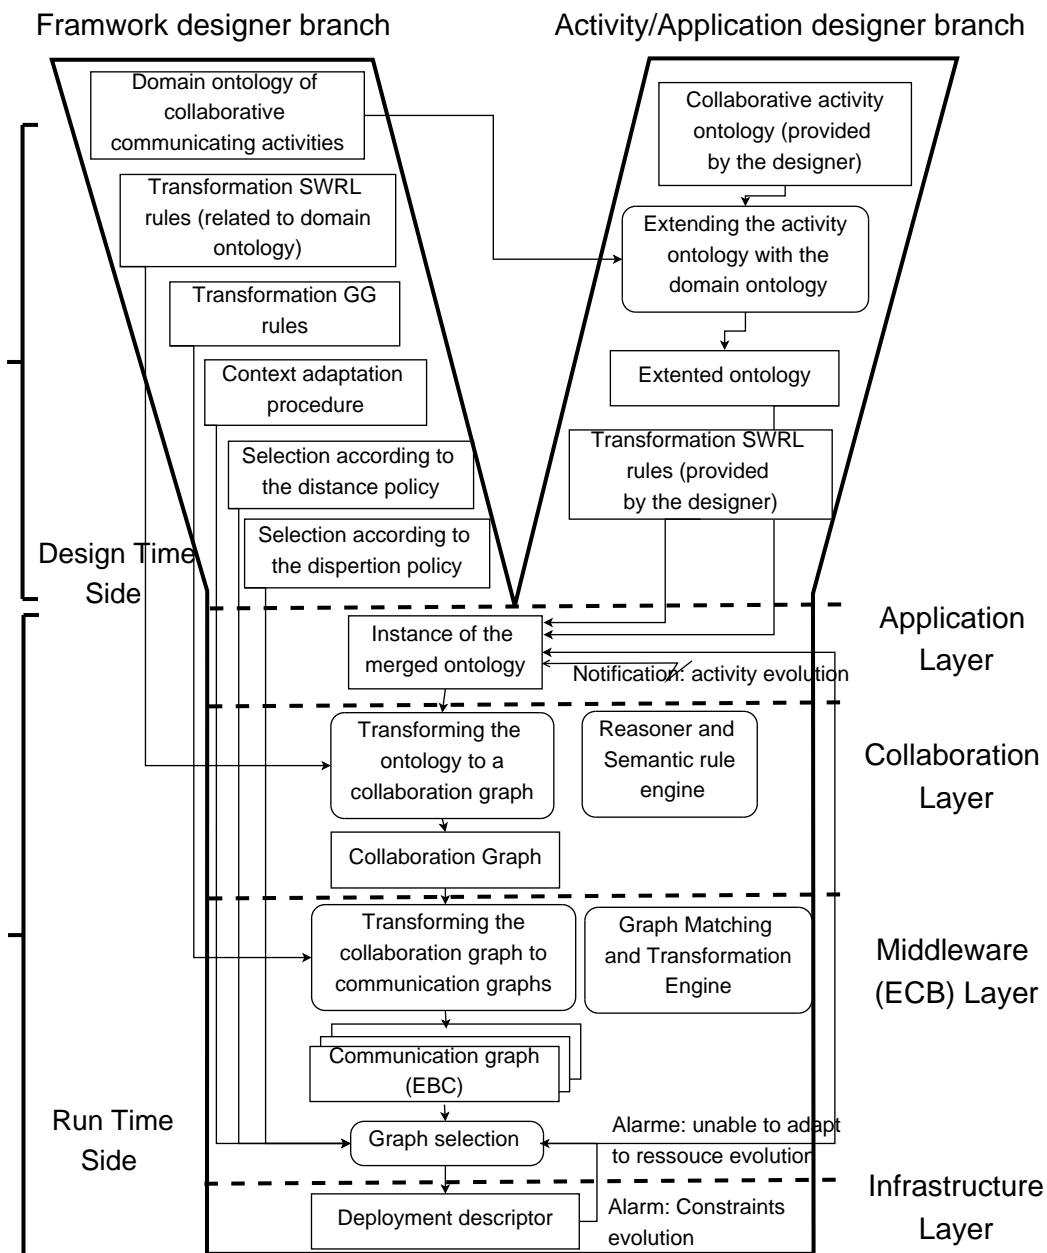 Framwork designer branch
Activity/Application designer branch
Domain ontology of
collaborative
communicating activities
Transformation SWRL
rules (related to domain
ontology)
Transformation GG
rules
Context adaptation
procedure
Selection according to
the distance policy
Selection according to
the dispertion policy
Collaborative activity
ontology (provided
by the designer)
Extending the activity
ontology with the
domain ontology
Extented ontology
Transformation SWRL
rules (provided
by the designer)
Design Time
Side
Application
Layer
Instance of the
merged ontology
Notification: activity evolution
Transforming the
ontology to a
collaboration graph
Reasoner and
Semantic rule
engine
Collaboration
Layer
Collaboration Graph
Transforming the
collaboration graph to
communication graphs
Graph Matching
and Transformation
Engine
Middleware
(ECB) Layer
Communication graph
(EBC)
Run Time
Side
Graph selection
Alarme: unable to adapt
to ressouce evolution
Infrastructure
Layer
Deployment descriptor
Alarm: Constraints
evolution